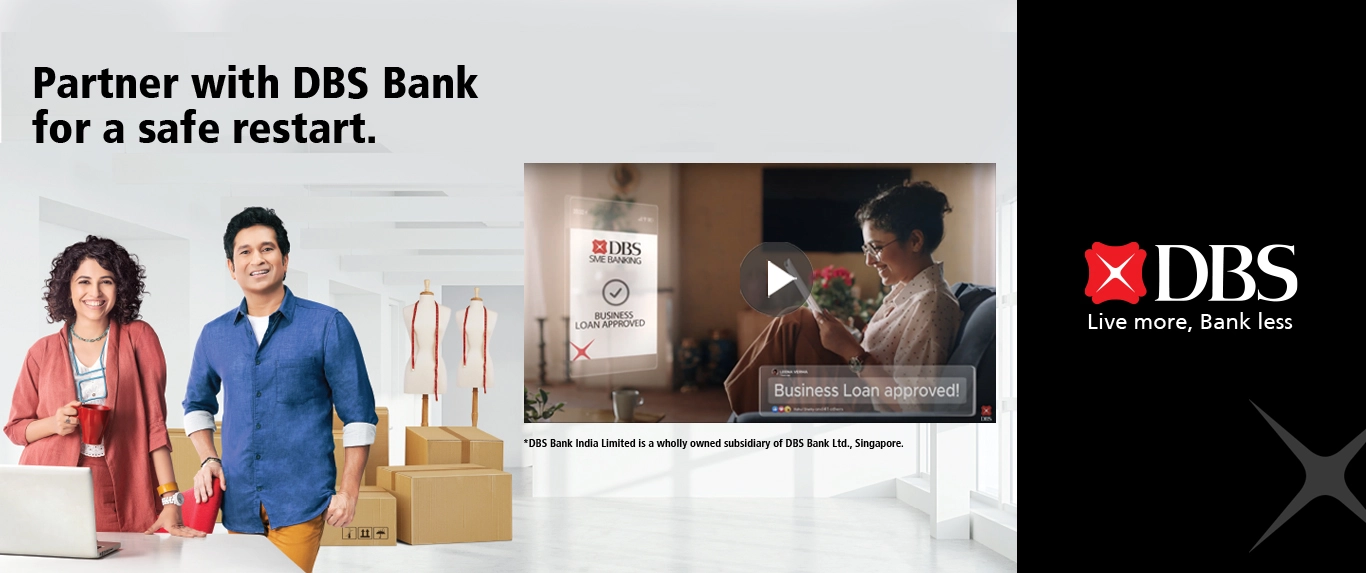 Partner with DBS Bank
for a safe restart.
DBS
SME BANKING
BUSINESS
LOAN APPROVED
Business Loan approved!
DBS
*DBS Bank India Limited is a wholly owned subsidiary of DBS Bank Ltd., Singapore.
DBS
Live more, Bank less